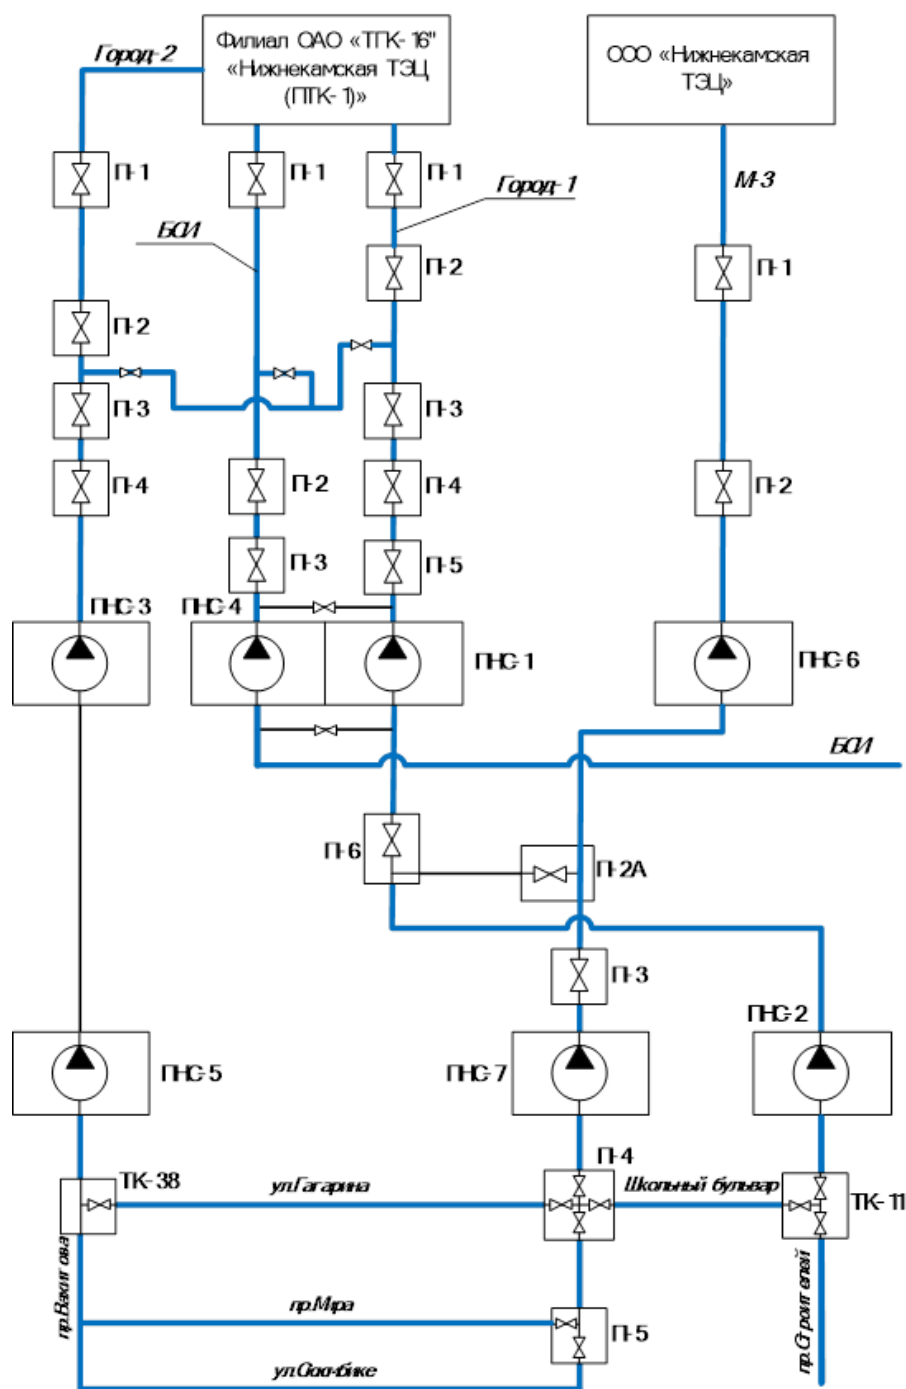 Город-2
Филиал ОАО «ТГК-16"
«Нижнекамская ТЭЦ
(ПТК-1)»
ООО «Нижнекамская
ТЭЦ»
П-1
П-1
П-1
Город-1
М-3
БСИ
П-2
П-1
П-2
П-3
П-3
П-4
П-2
П-4
П-2
П-3
П-5
ПНС-3
ПНС-4
ПНС-1
ПНС-6
БСИ
П-6
П-2А
П-3
ПНС-2
ПНС-5
ПНС-7
П-4
ТК-38
ул.Гагарина
Школьный бульвар
ТК-11
пр.Вахитова
пр.Мира
П-5
пр.Строителей
ул.Сююмбике